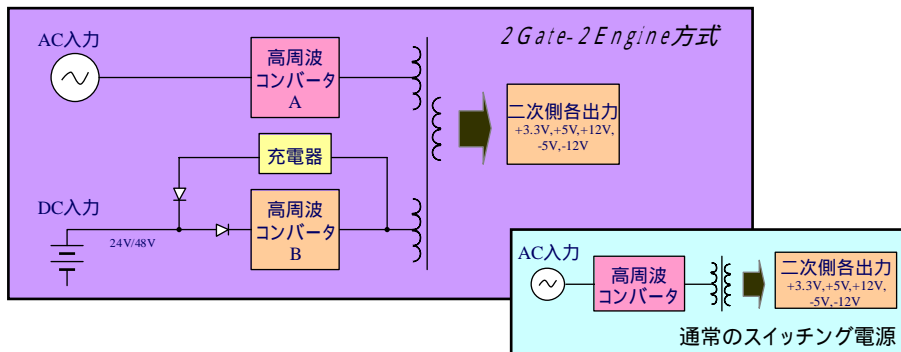 2Gate-2Engine方式
AC入力
高周波
コンバータ
A
二次側各出力
+3.3V,+5V,+12V,
-5V,-12V
充電器
DC入力
24V/48V
高周波
コンバータ
B
AC入力
高周波
コンバータ
二次側各出力
+3.3V,+5V,+12V,
-5V,-12V
通常のスイッチング電源